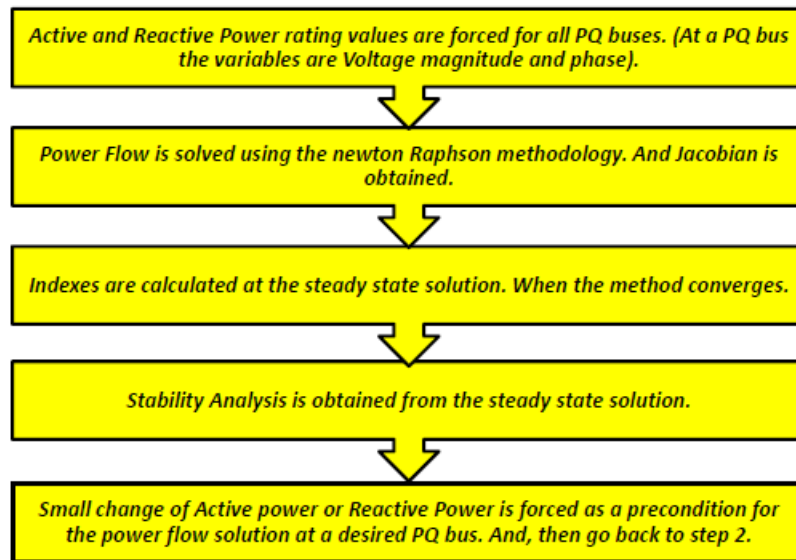 Active and Reactive Power rating values are forced for all PQ buses. (At a PQ bus
the variables are Voltage magnitude and phase).
Power Flow is solved using the newton Raphson methodology. And Jacobian is
obtained.
Indexes are calculated at the steady state solution. When the method converges.
Stability Analysis is obtained from the steady state solution.
Small change of Active power or Reactive Power is forced as a precondition for
the power flow solution at a desired PQ bus. And, then go back to step 2.